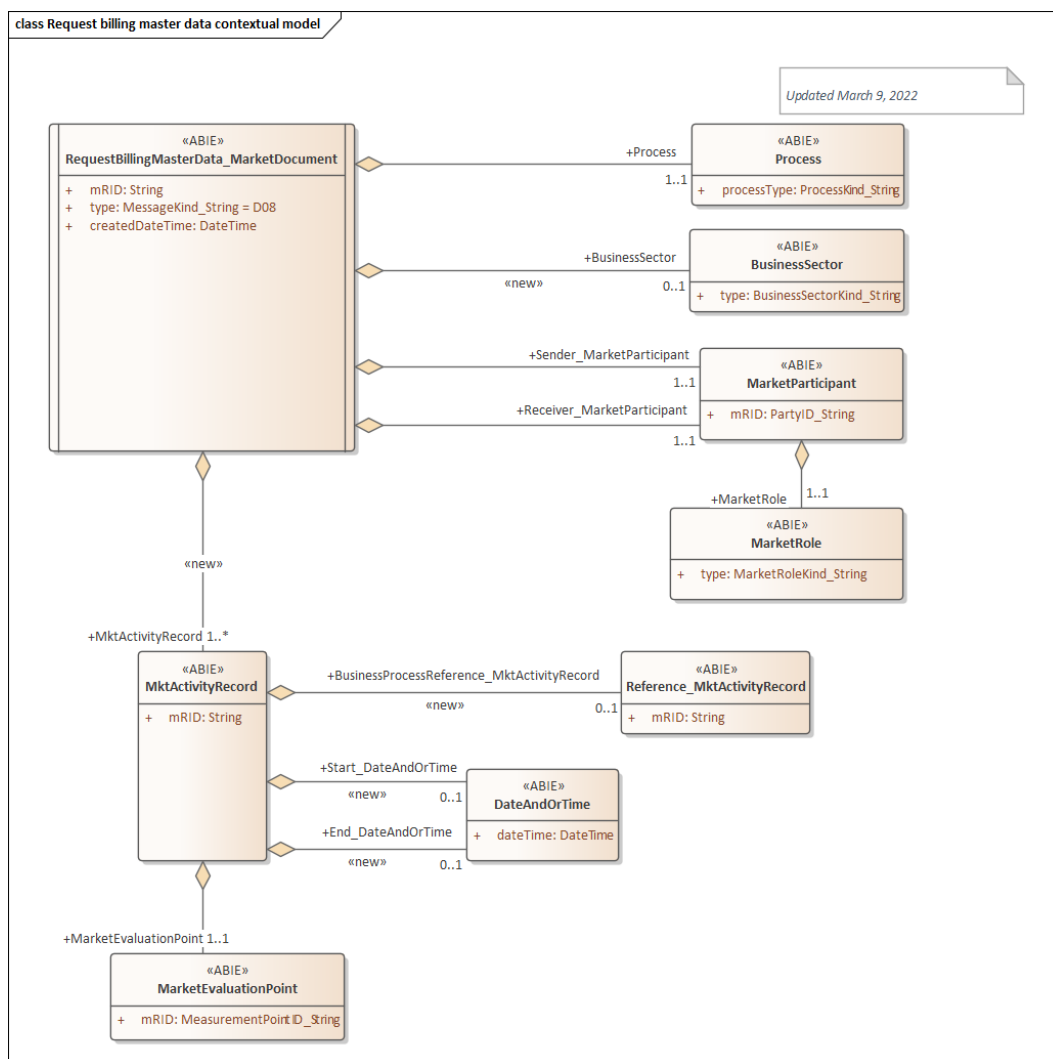 class Request billing master data contextual model
Updated March 9, 2022
«ABIE»
RequestBillingMasterData_MarketDocument
+ mRID: String
+ type: MessageKind_String = D08
+ createdDateTime: DateTime
+Process
1..1
«ABIE»
Process
+ processType: ProcessKind_String
+BusinessSector
«new»
0..1
«ABIE»
BusinessSector
+ type: BusinessSectorKind_String
+Sender_MarketParticipant
1..1
+Receiver_MarketParticipant
1..1
«ABIE»
MarketParticipant
+ mRID: PartyID_String
1..1
+MarketRole
«ABIE»
MarketRole
+ type: MarketRoleKind_String
«new»
+MktActivityRecord 1..*
«ABIE»
MktActivityRecord
+ mRID: String
+BusinessProcessReference_MktActivityRecord
«new»
0..1
«ABIE»
Reference_MktActivityRecord
+ mRID: String
+Start_DateAndOrTime
«new»
0..1
+End_DateAndOrTime
«new»
0..1
«ABIE»
DateAndOrTime
+ dateTime: DateTime
+MarketEvaluationPoint 1..1
«ABIE»
MarketEvaluationPoint
+ mRID: MeasurementPointID_String